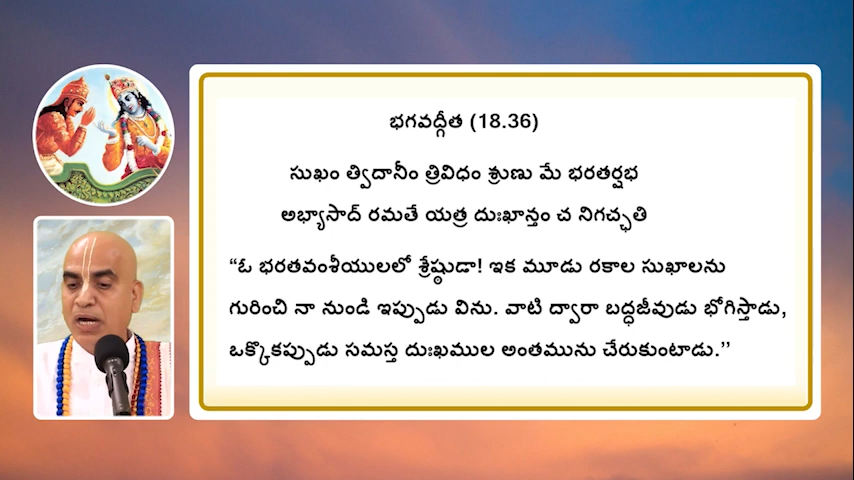 భగవద్గీత (18.36)
సుఖం త్విదానీం త్రివిధం శ్రుణు మే భరతర్షభ
అభ్యాసాద్ రమతే యత్ర దుఃఖాన్తం చ నిగచ్ఛతి
“ఓ భరతవంశీయులలో శ్రేష్ఠుడా! ఇక మూడు రకాల సుఖాలను
గురించి నా నుండి ఇప్పుడు విను. వాటి ద్వారా బద్ధజీవుడు భోగిస్తాడు,
ఒక్కొకప్పుడు సమస్త దుఃఖముల అంతమును చేరుకుంటాడు.’’